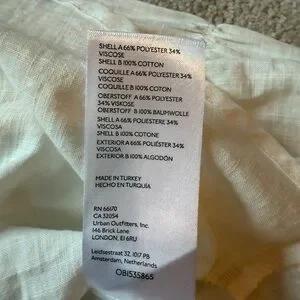 SHELL A 66% POLYESTER 34%
VISCOSE
SHELL B 100% COTTON
COQUILLE A 66% POLYESTER 34%
VISCOSE
COQUILLE B 100% COTON
OBERSTOFF A 66% POLYESTER
34% VISKOSE
OBERSTOFF B 100% BAUMWOLLE
SHELL A 66% POLIESTERE 34%
VISCOSA
SHELL B 100% COTONE
EXTERIOR A 66% POLIÉSTER 34%
VISCOSA
EXTERIOR B 100% ALGODÓN
MADE IN TURKEY
HECHO EN TURQUÍA
RN 66170
CA 32054
Urban Outfitters, Inc.
146 Brick Lane
LONDON, E1 6RU
Leidsestraat 32, 1017 PB
Amsterdam, Netherlands
OBI535865